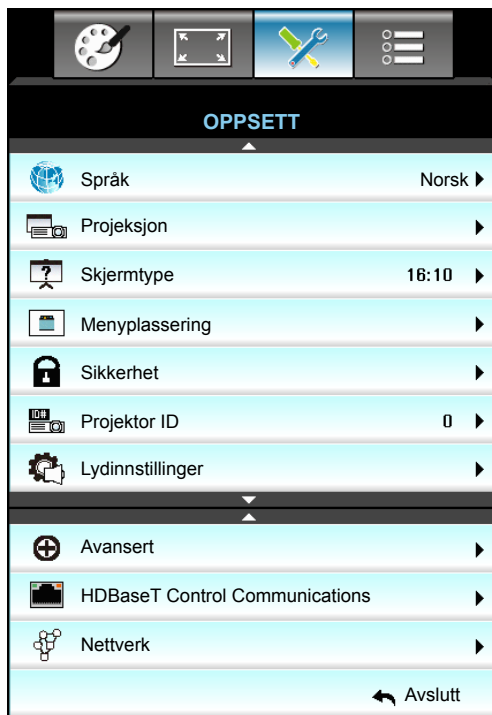 OPPSETT
Språk Norsk
Projeksjon
?
Skjermtype 16:10
Menyplassering
Sikkerhet
ID#
Projektor ID 0
Lydinnstillinger
Avansert
HDBaseT Control Communications
Nettverk
Avslutt